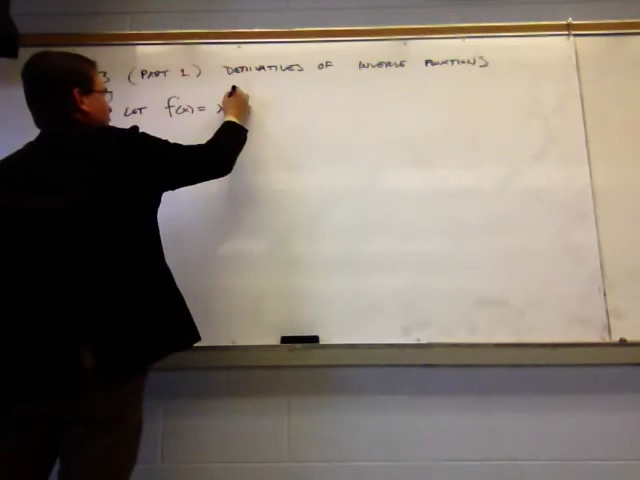 3 (PART 1) DERIVATIVES OF INVERSE FUNCTIONS
LET f(x) = x